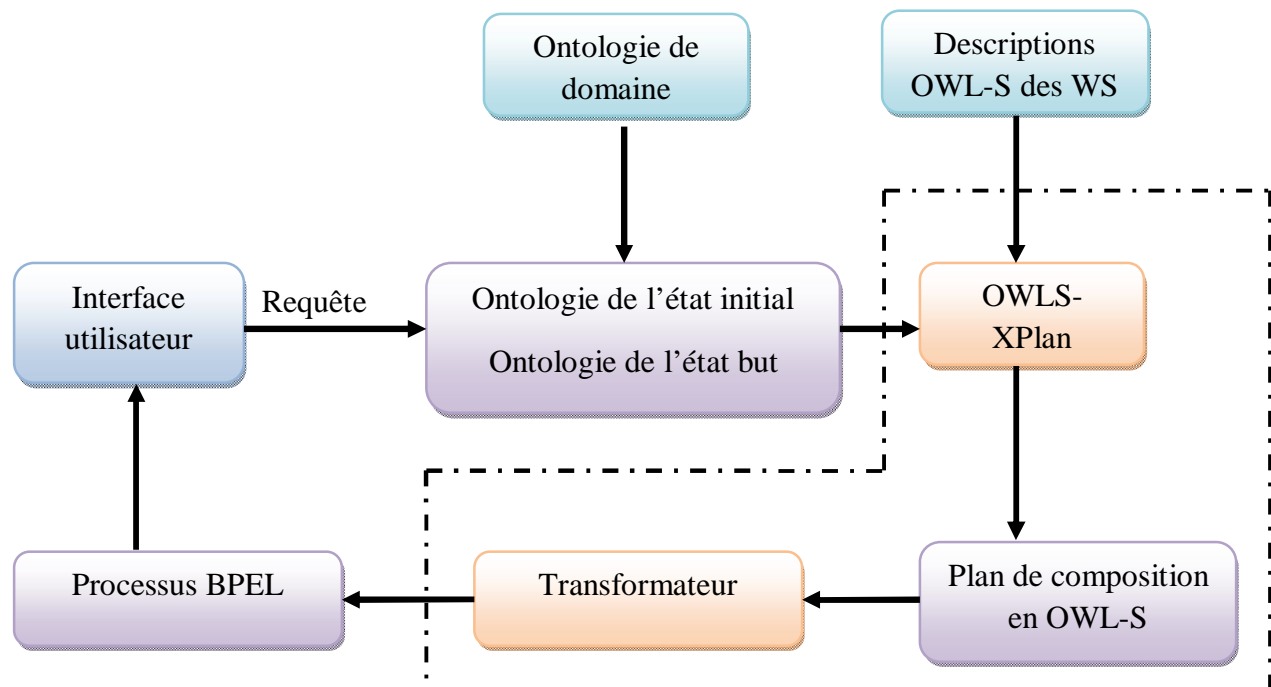 Ontologie de
domaine
Descriptions
OWL-S des WS
Interface
utilisateur
Requête
Ontologie de l’état initial
Ontologie de l’état but
OWLS-
XPlan
Processus BPEL
Transformateur
Plan de composition
en OWL-S